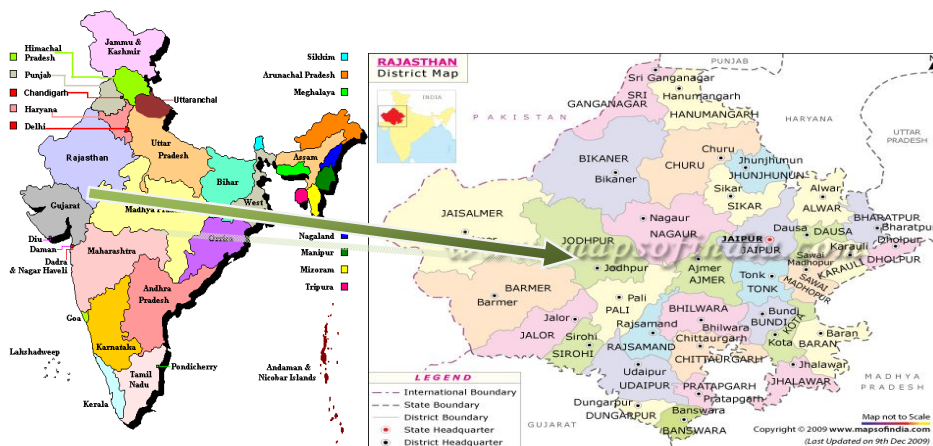 Jammu &
Kashmir
Himachal
Pradesh
Punjab
Chandigarh
Haryana
Delhi
Uttaranchal
Rajasthan
Uttar
Pradesh
Bihar
Sikkim
Arunachal Pradesh
Meghalaya
Assam
Gujarat
Madhya
West
Diu
Daman
Dadra
& Nagar Haveli
Maharashtra
Orissa
Nagaland
Manipur
Mizoram
Tripura
Andhra
Pradesh
Goa
Karnataka
Lakshadweep
Tamil
Nadu
Kerala
Pondicherry
Andaman &
Nicobar Islands
RAJASTHAN
District Map
INDIA
PUNJAB
PAKISTAN
HARYANA
UTTAR
PRADESH
Sri Ganganagar
SRI
GANGANAGAR
Hanumangarh
HANUMANGARH
BIKANER
Bikaner
Churu
CHURU
Jhunjhunun
JHUNJHUNUN
Sikar
SIKAR
Alwar
ALWAR
JAISALMER
JODHPUR
Jodhpur
Nagaur
NAGAUR
JAIPUR
JAIPUR
Dausa
DAUSA
BHARATPUR
Bharatpur
Karauli
KARAULI
Dholpur
DHOLPUR
Sawai
Madhopur
SAWAI
MADHOPUR
Ajmer
AJMER
Tonk
TONK
BARMER
Barmer
Pali
PALI
Jalor
JALOR
Sirohi
SIROHI
Rajsamand
RAJSAMAND
BHILWARA
Bhilwara
Bundi
BUNDI
KOTA
Kota
Baran
BARAN
Chittaurgarh
CHITTAURGARH
Udaipur
UDAIPUR
PRATAPGARH
Pratapgarh
Jhalawar
JHALAWAR
Dungarpur
DUNGARPUR
Banswara
BANSWARA
GUJARAT
MADHYA
PRADESH
LEGEND
International Boundary
State Boundary
District Boundary
State Headquarter
District Headquarter
Map not to Scale
Copyright © 2009 www.mapsofindia.com
(Last Updated on 9th Dec 2009)